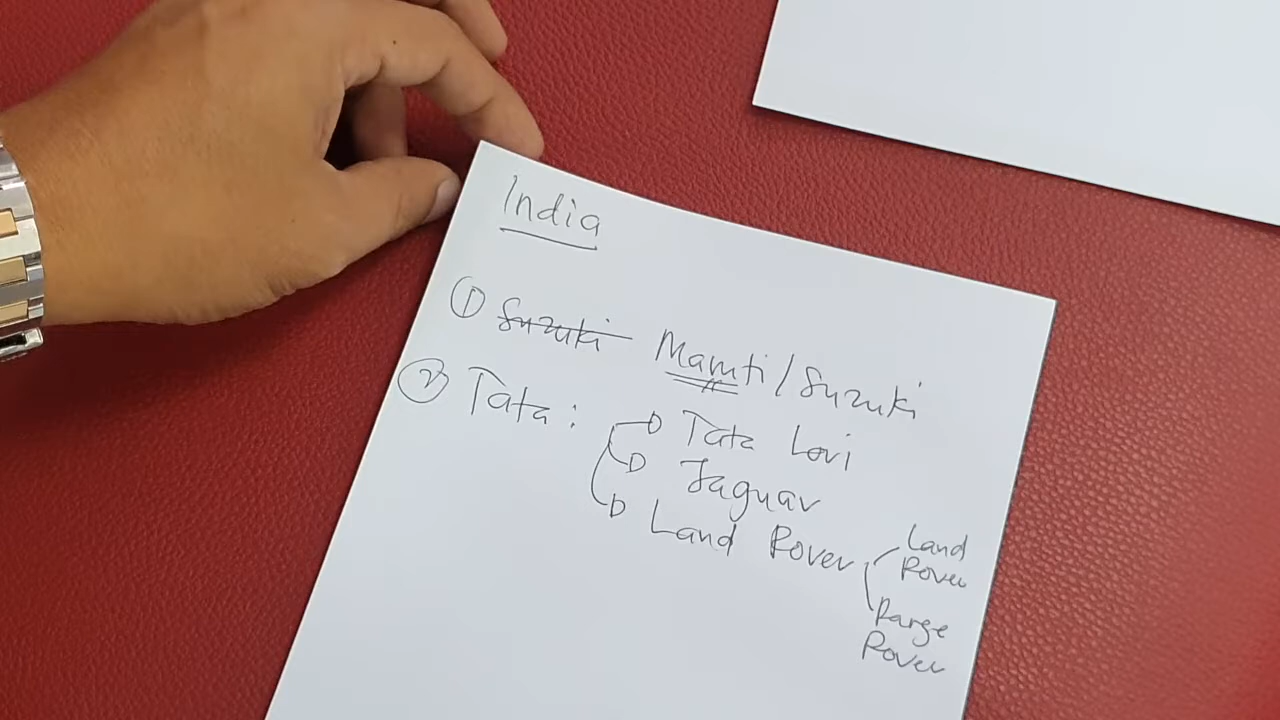 India
① Suzuki Maruti/Suzuki
② Tata: Tata Lori
Jaguar
Land Rover
Land
Rover
Range
Rover